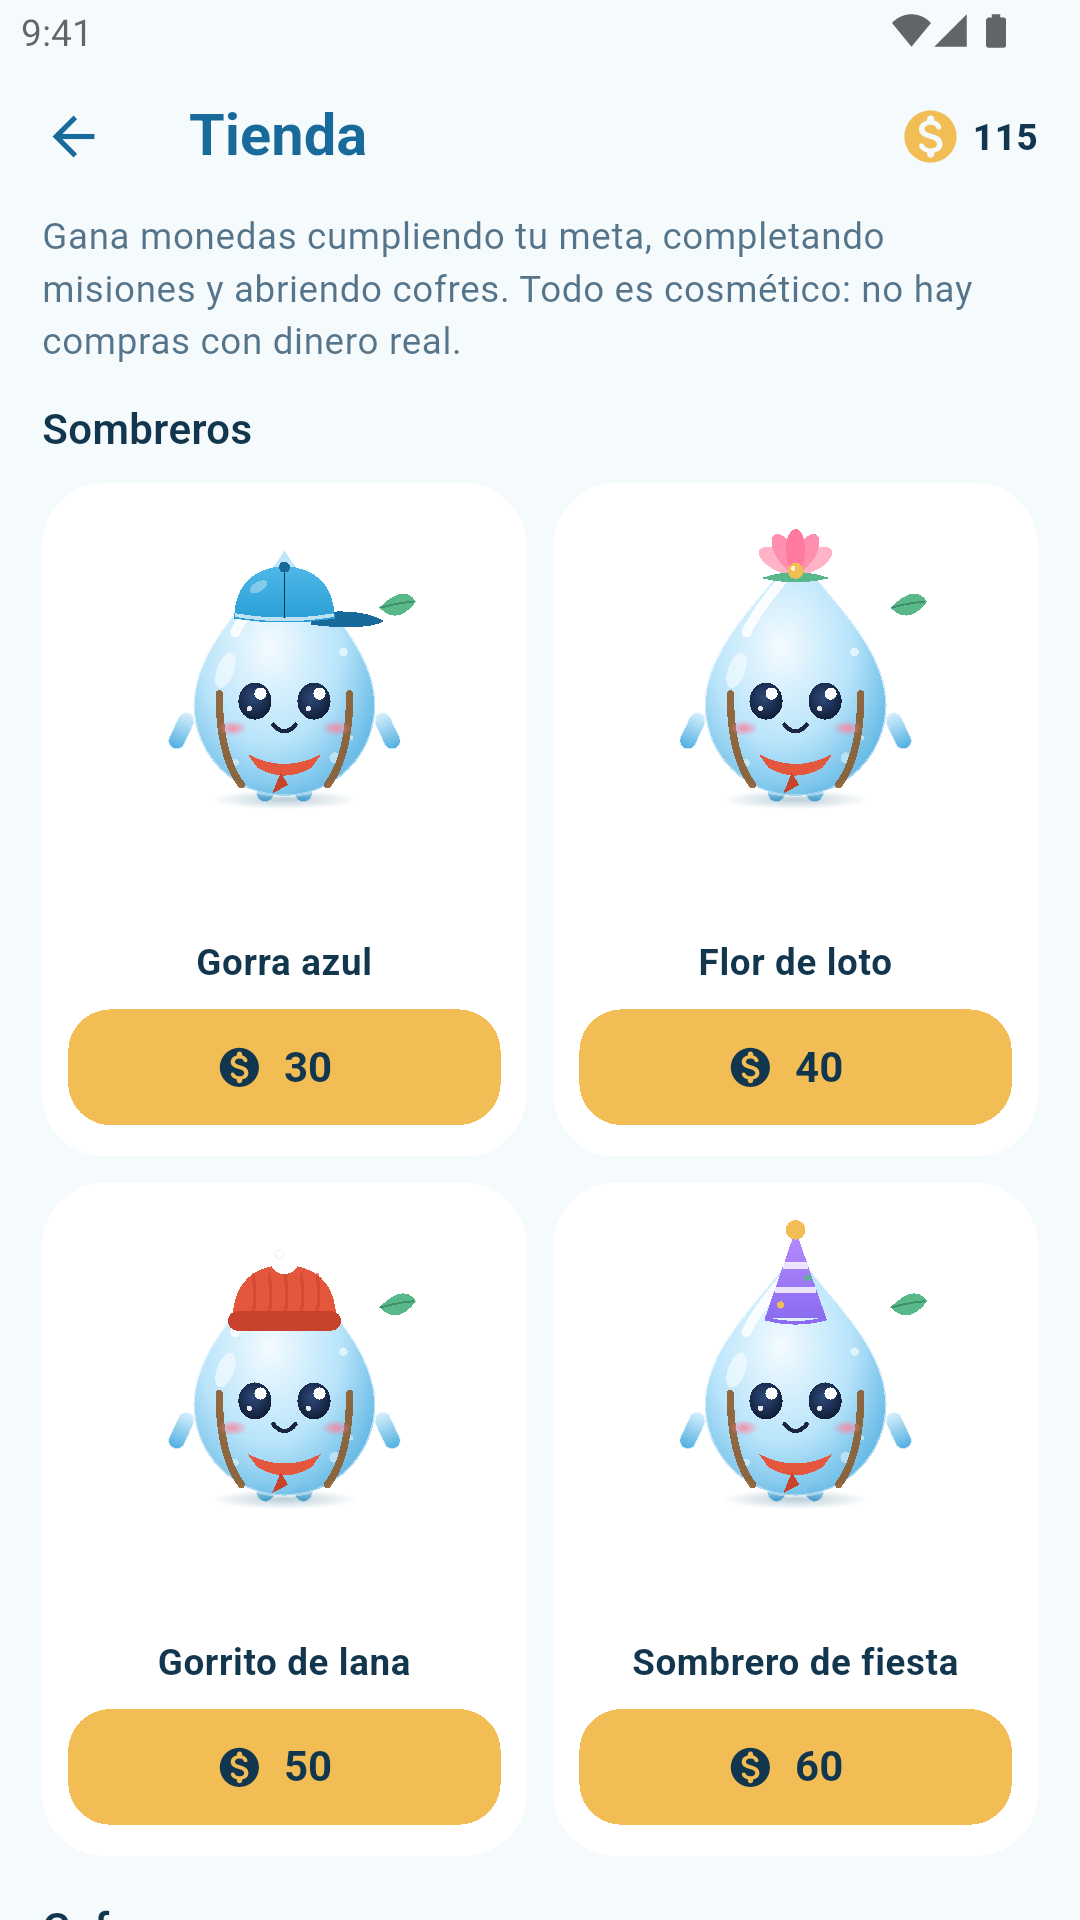 9:41
Tienda
115
Gana monedas cumpliendo tu meta, completando
misiones y abriendo cofres. Todo es cosmético: no hay
compras con dinero real.
Sombreros
Gorra azul
Flor de loto
$ 30
$ 40
Gorrito de lana
Sombrero de fiesta
$ 50
$ 60